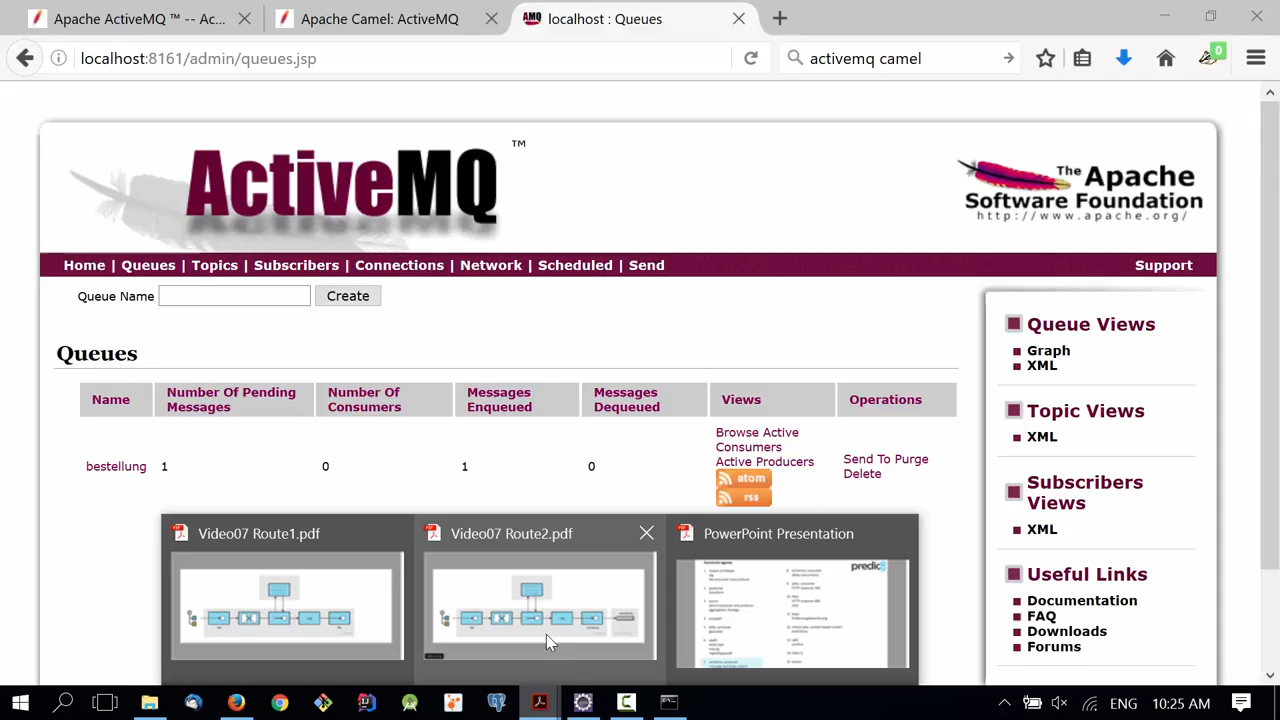 Apache ActiveMQ ™ -- Ac...
Apache Camel: ActiveMQ
AMQ localhost : Queues
localhost:8161/admin/queues.jsp
activemq camel
0
ActiveMQ ™
The Apache
Software Foundation
http://www.apache.org/
Home | Queues | Topics | Subscribers | Connections | Network | Scheduled | Send
Support
Queue Name
Create
Queues
Name
Number Of Pending
Messages
Number Of
Consumers
Messages
Enqueued
Messages
Dequeued
Views
Operations
bestellung
1
0
1
0
Browse Active
Consumers
Active Producers
atom
rss
Send To Purge
Delete
Queue Views
Graph
XML
Topic Views
XML
Subscribers
Views
XML
Useful Links
Documentation
FAQ
Downloads
Forums
Video07 Route1.pdf
Video07 Route2.pdf
PowerPoint Presentation
predic8
ENG
10:25 AM